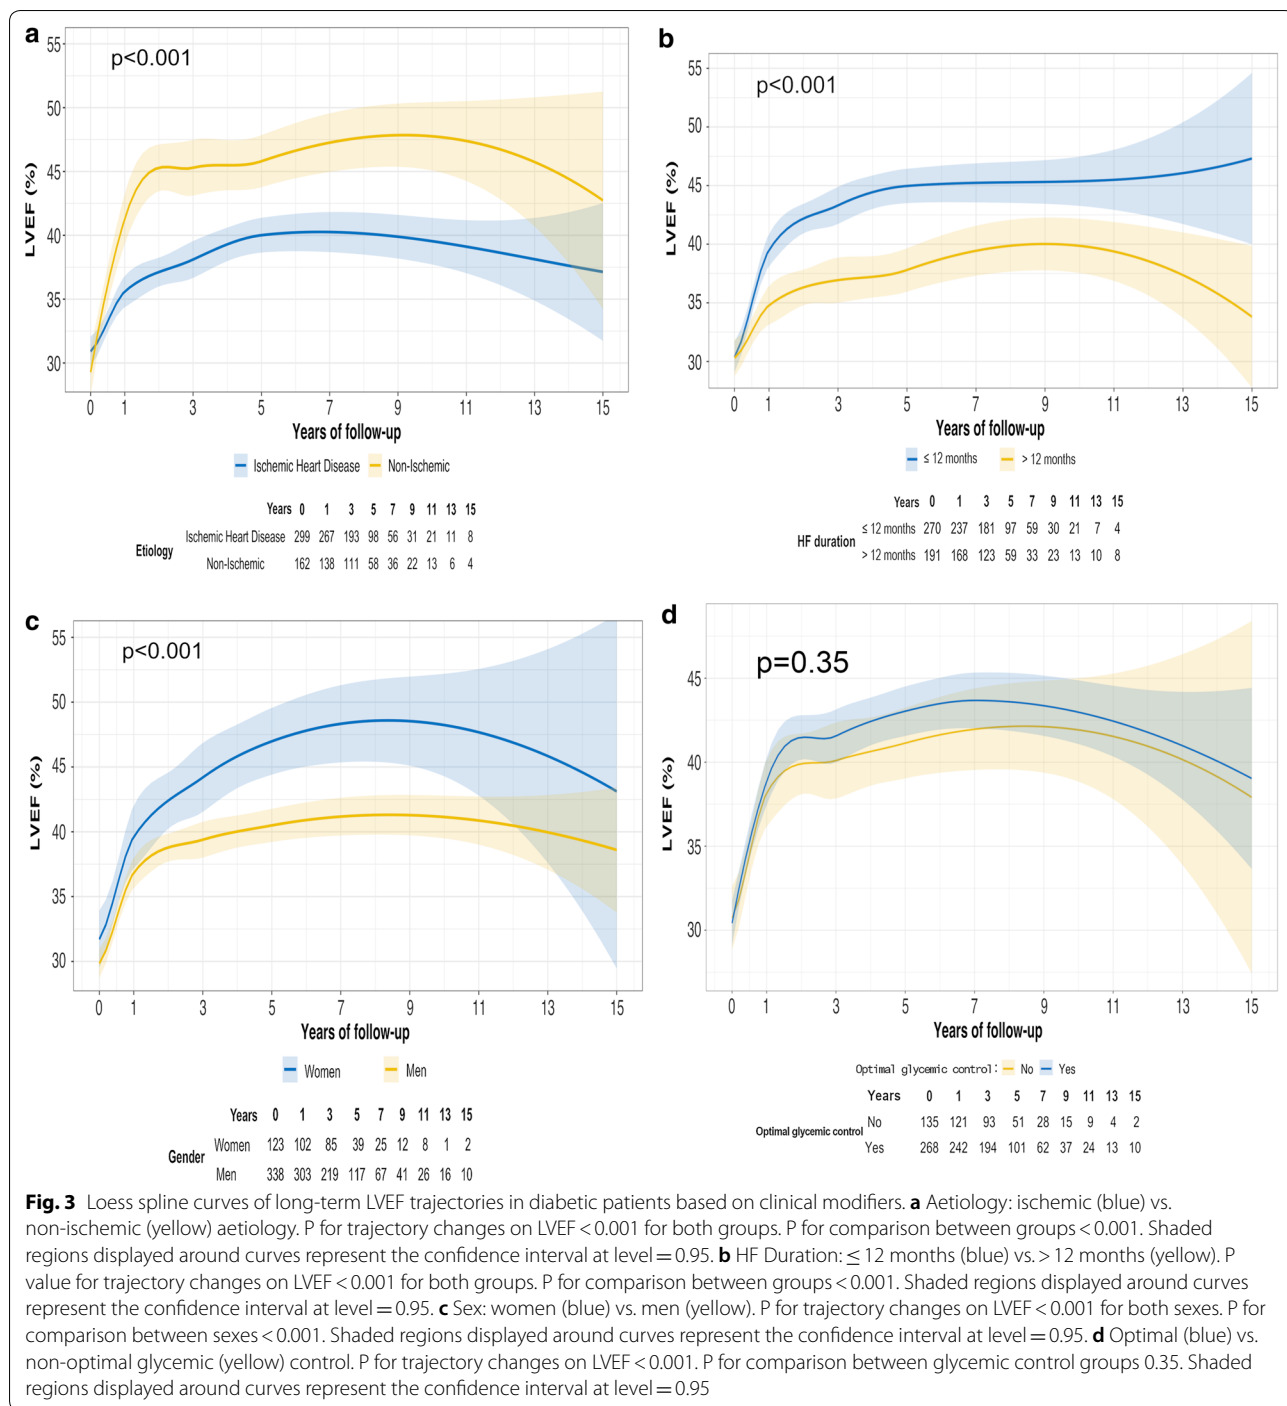 a
p<0.001
55
50
45
40
35
30
LVEF (%)
0 1 3 5 7 9 11 13 15
Years of follow-up
Ischemic Heart Disease Non-Ischemic
Years 0 1 3 5 7 9 11 13 15
Etiology
Ischemic Heart Disease 299 267 193 98 56 31 21 11 8
Non-Ischemic 162 138 111 58 36 22 13 6 4
b
p<0.001
55
50
45
40
35
30
LVEF (%)
0 1 3 5 7 9 11 13 15
Years of follow-up
≤ 12 months > 12 months
Years 0 1 3 5 7 9 11 13 15
HF duration
≤ 12 months 270 237 181 97 59 30 21 7 4
> 12 months 191 168 123 59 33 23 13 10 8
c
p<0.001
55
50
45
40
35
30
LVEF (%)
0 1 3 5 7 9 11 13 15
Years of follow-up
Women Men
Years 0 1 3 5 7 9 11 13 15
Gender
Women 123 102 85 39 25 12 8 1 2
Men 338 303 219 117 67 41 26 16 10
d
p=0.35
45
40
35
30
LVEF (%)
0 1 3 5 7 9 11 13 15
Years of follow-up
Optimal glycemic control: No Yes
Years 0 1 3 5 7 9 11 13 15
Optimal glycemic control
No 135 121 93 51 28 15 9 4 2
Yes 268 242 194 101 62 37 24 13 10
Fig. 3 Loess spline curves of long-term LVEF trajectories in diabetic patients based on clinical modifiers. a Aetiology: ischemic (blue) vs.
non-ischemic (yellow) aetiology. P for trajectory changes on LVEF < 0.001 for both groups. P for comparison between groups < 0.001. Shaded
regions displayed around curves represent the confidence interval at level = 0.95. b HF Duration: ≤ 12 months (blue) vs. > 12 months (yellow). P
value for trajectory changes on LVEF < 0.001 for both groups. P for comparison between groups < 0.001. Shaded regions displayed around curves
represent the confidence interval at level = 0.95. c Sex: women (blue) vs. men (yellow). P for trajectory changes on LVEF < 0.001 for both sexes. P for
comparison between sexes < 0.001. Shaded regions displayed around curves represent the confidence interval at level = 0.95. d Optimal (blue) vs.
non-optimal glycemic (yellow) control. P for trajectory changes on LVEF < 0.001. P for comparison between glycemic control groups 0.35. Shaded
regions displayed around curves represent the confidence interval at level = 0.95